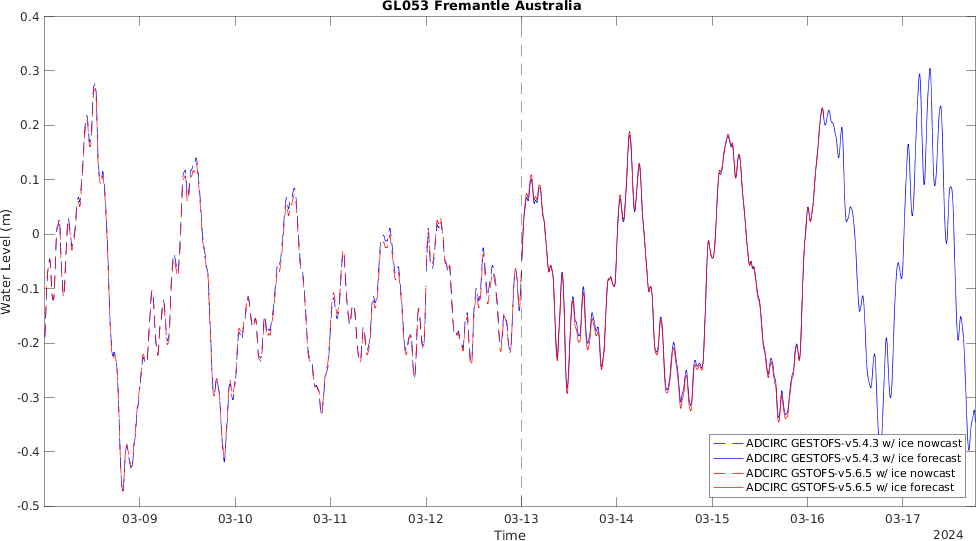 GL053 Fremantle Australia
0.4
0.3
0.2
0.1
0
-0.1
-0.2
-0.3
-0.4
-0.5
Water Level (m)
ADCIRC GESTOFS-v5.4.3 w/ ice nowcast
ADCIRC GESTOFS-v5.4.3 w/ ice forecast
ADCIRC GSTOFS-v5.6.5 w/ ice nowcast
ADCIRC GSTOFS-v5.6.5 w/ ice forecast
03-09 03-10 03-11 03-12 03-13 03-14 03-15 03-16 03-17
Time
2024